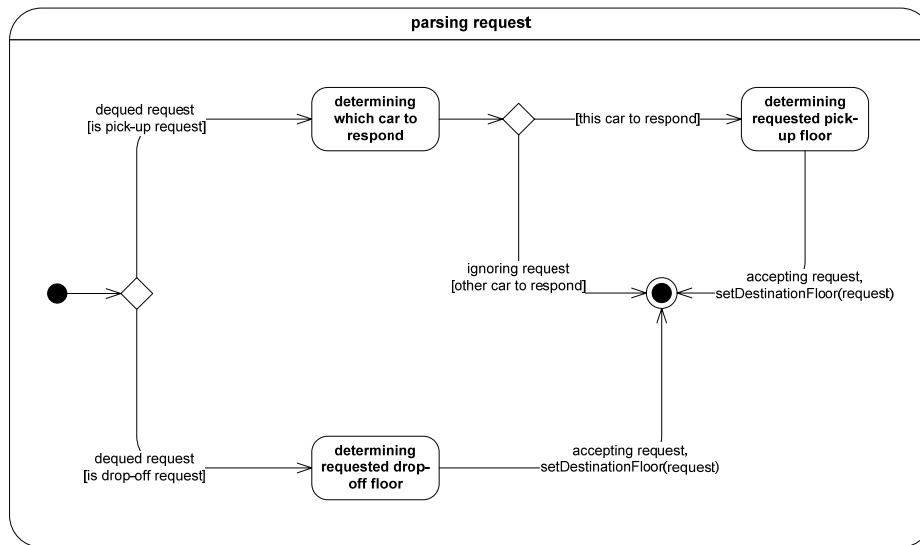 parsing request
dequed request
[is pick-up request]
determining
which car to
respond
[this car to respond]
determining
requested pick-
up floor
ignoring request
[other car to respond]
accepting request,
setDestinationFloor(request)
dequed request
[is drop-off request]
determining
requested drop-
off floor
accepting request,
setDestinationFloor(request)